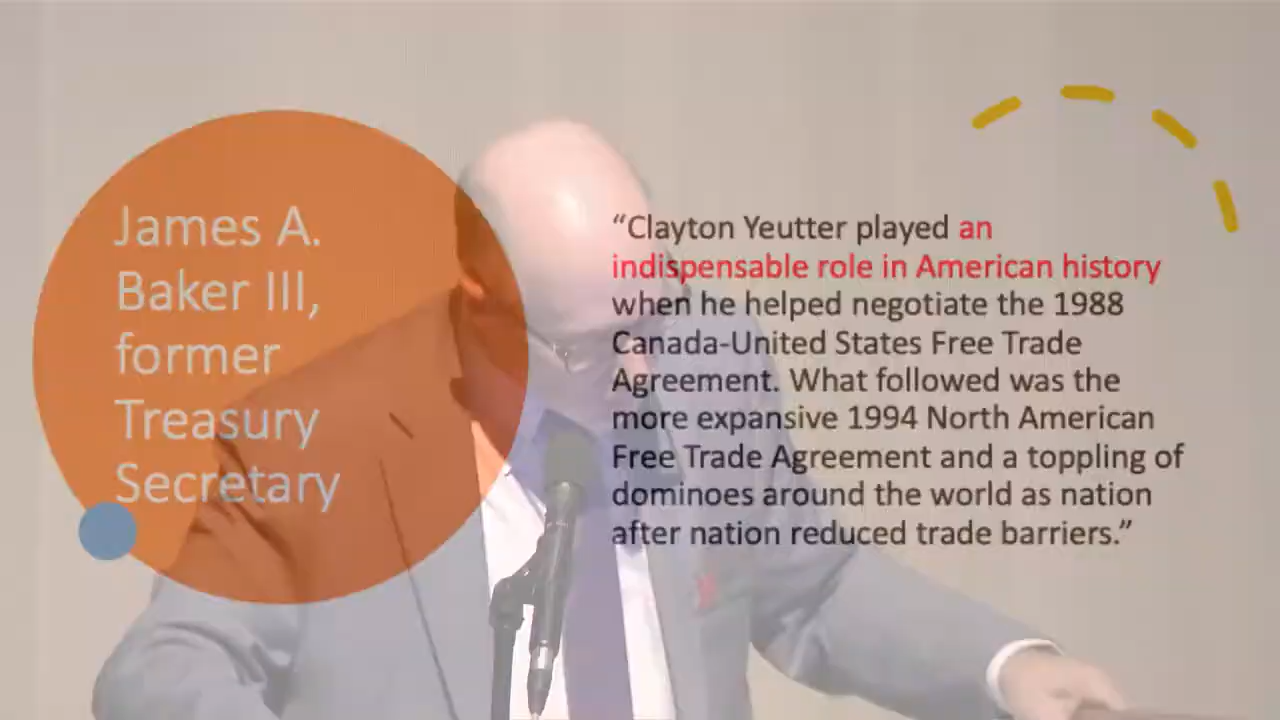 James A.
Baker III,
former
Treasury
Secretary
“Clayton Yeutter played an
indispensable role in American history
when he helped negotiate the 1988
Canada-United States Free Trade
Agreement. What followed was the
more expansive 1994 North American
Free Trade Agreement and a toppling of
dominoes around the world as nation
after nation reduced trade barriers.”